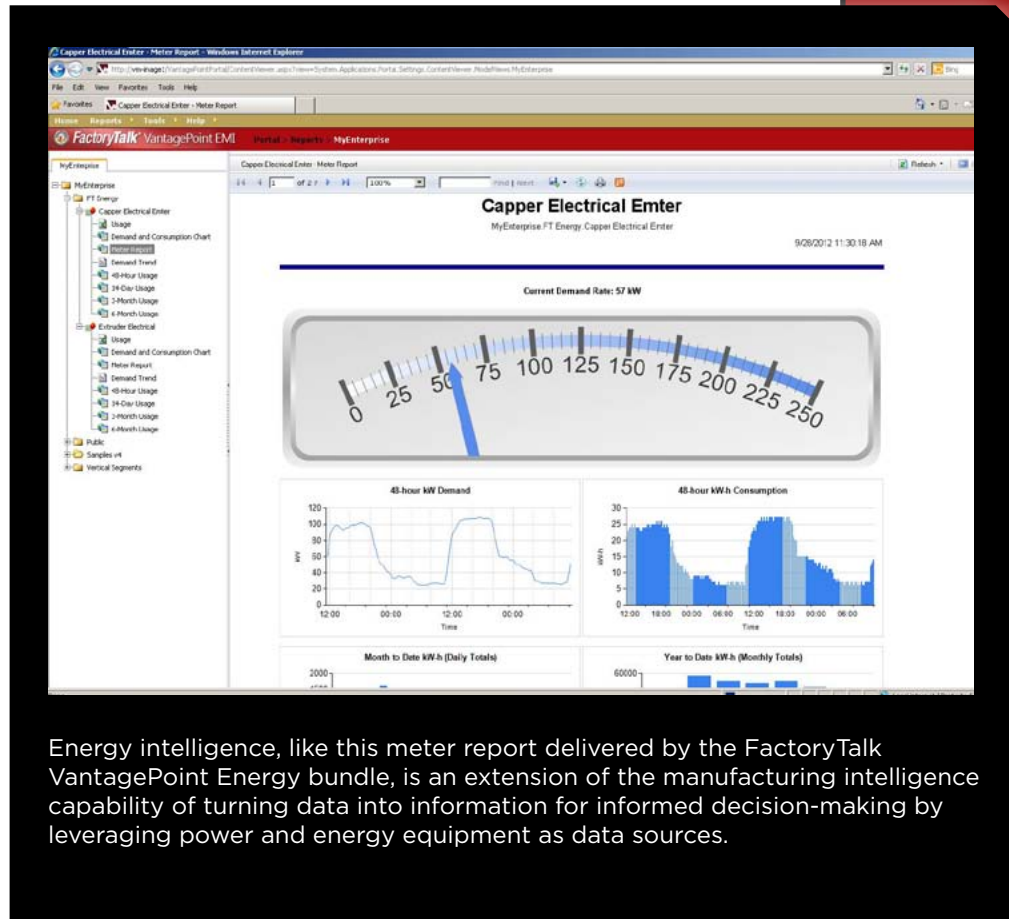 Capper Electrical Emter - Meter Report - Windows Internet Explorer
File Edit View Favorites Tools Help
Favorites Capper Electrical Emter - Meter Report
Home Reports Tools Help
FactoryTalk VantagePoint EMI Portal > Reports > MyEnterprise
MyEnterprise
Capper Electrical Emter - Meter Report
Refresh
1 of 2 ? 100% Find | Next
MyEnterprise
FT Energy
Capper Electrical Emter
Usage
Demand and Consumption Chart
Meter Report
Demand Trend
48-Hour Usage
34-Day Usage
3-Month Usage
6-Month Usage
Extruder Electrical
Usage
Demand and Consumption Chart
Meter Report
Demand Trend
48-Hour Usage
34-Day Usage
3-Month Usage
6-Month Usage
Public
Samples v4
Vertical Segments
Capper Electrical Emter
MyEnterprise.FT Energy.Capper Electrical Emter
9/28/2012 11:30:18 AM
Current Demand Rate: 57 kW
0 25 50 75 100 125 150 175 200 225 250
48-hour kW Demand
120
100
80
60
40
20
0
kW
12:00 00:00 12:00 00:00
Time
48-hour kW-h Consumption
30
25
20
15
10
5
0
kW-h
12:00 18:00 00:00 06:00 12:00 18:00 00:00 06:00
Time
Month to Date kW-h (Daily Totals)
2000
Year to Date kW-h (Monthly Totals)
60000
Energy intelligence, like this meter report delivered by the FactoryTalk
VantagePoint Energy bundle, is an extension of the manufacturing intelligence
capability of turning data into information for informed decision-making by
leveraging power and energy equipment as data sources.